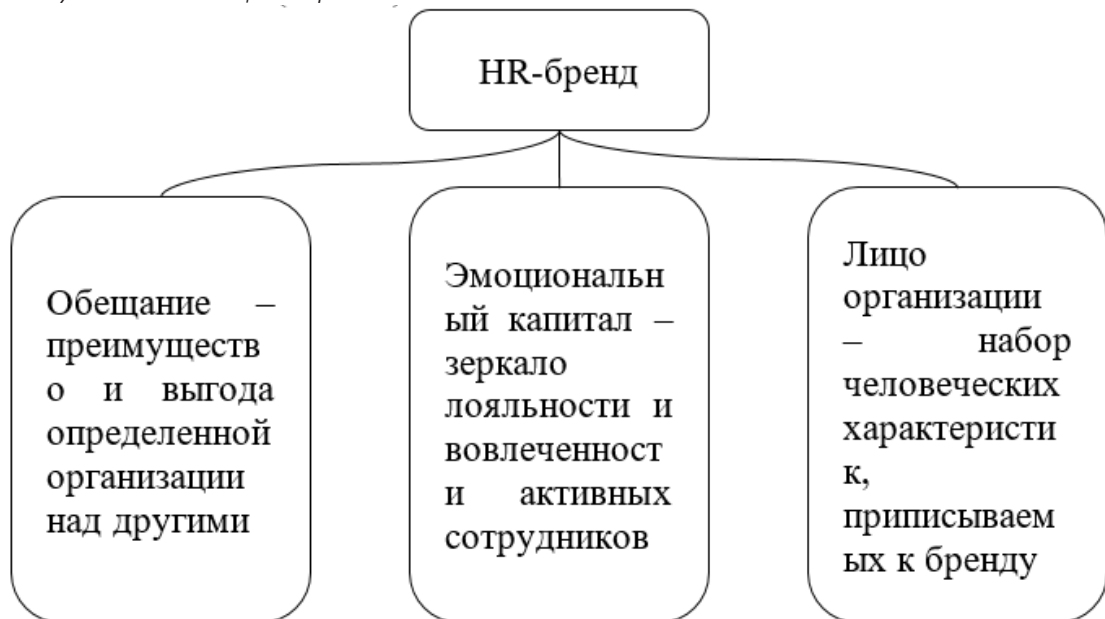 HR-бренд
Обещание –
преимуществ
о и выгода
определенной
организации
над другими
Эмоциональн
ый капитал –
зеркало
лояльности и
вовлеченност
и активных
сотрудников
Лицо
организации
– набор
человеческих
характеристи
к,
приписываем
ых к бренду